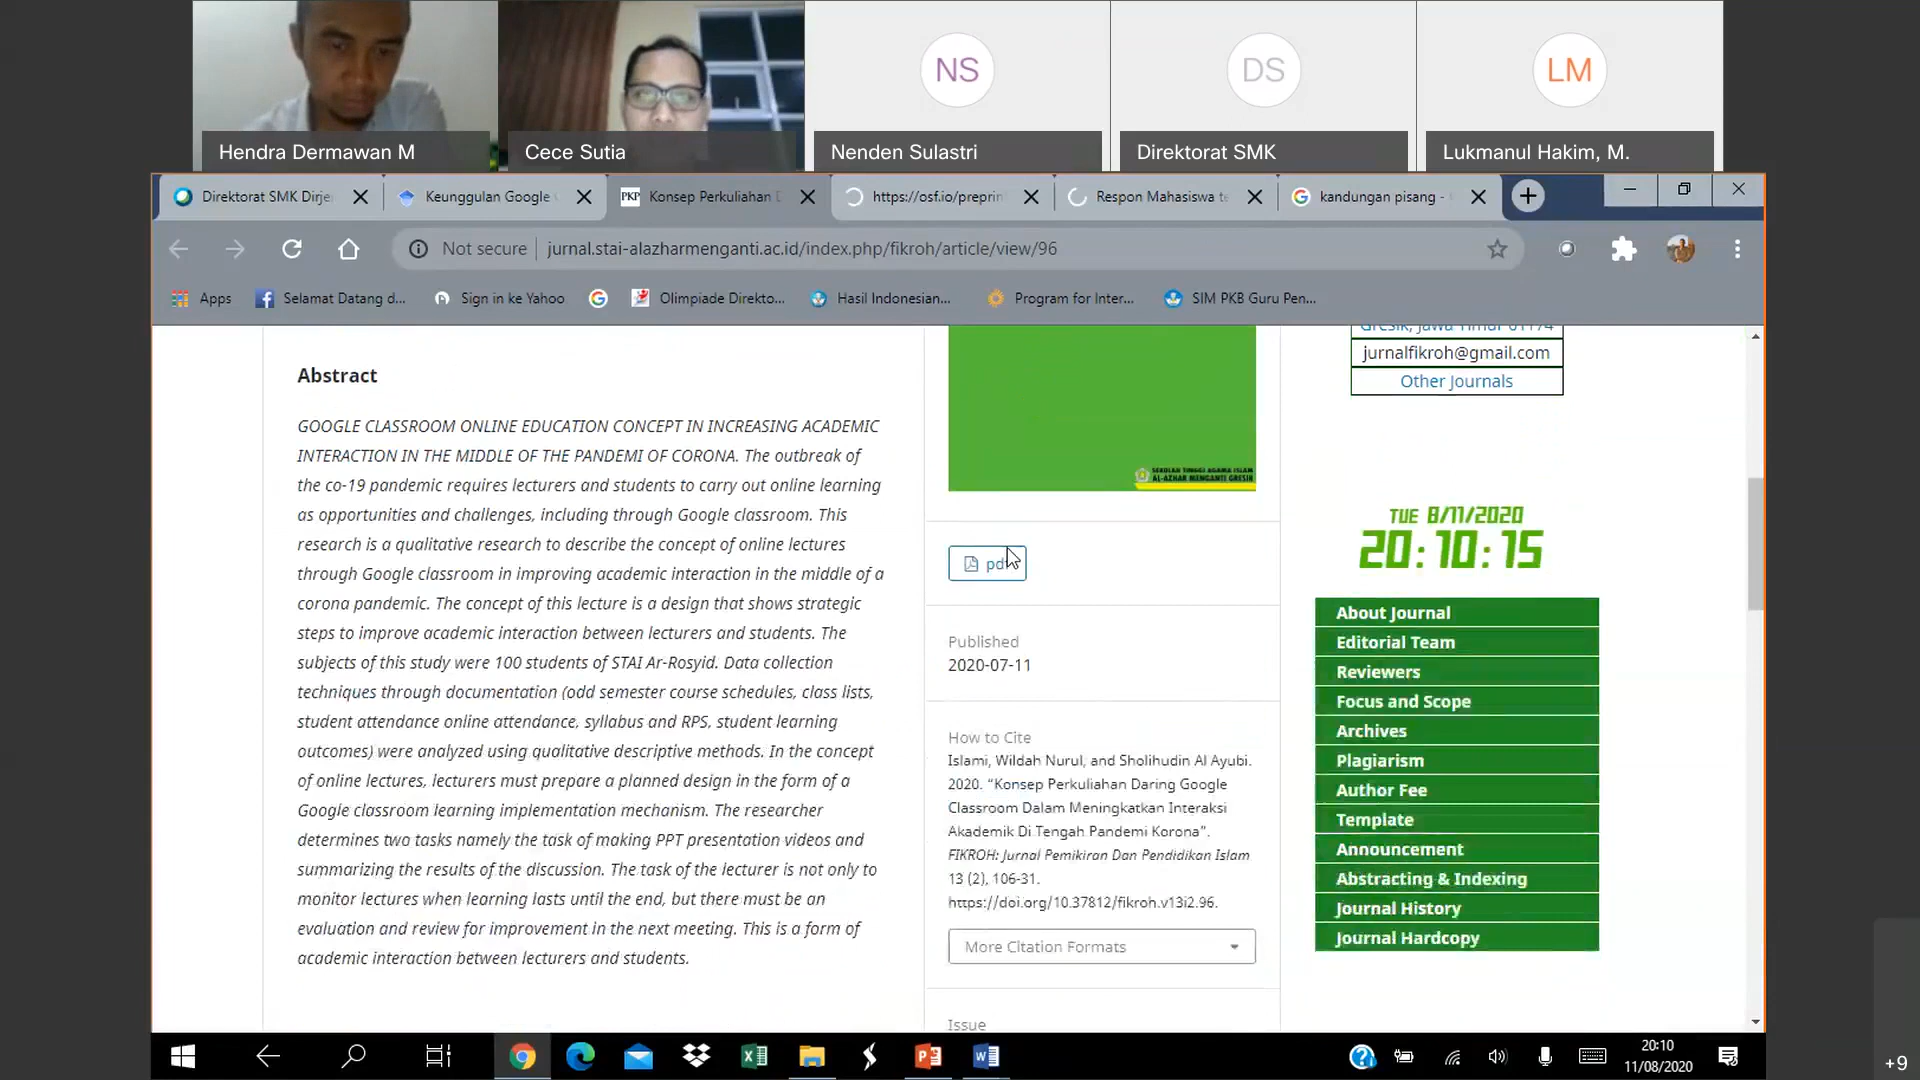 NS
DS
LM
Hendra Dermawan M
Cece Sutia
Nenden Sulastri
Direktorat SMK
Lukmanul Hakim, M.
Direktorat SMK Dirje
Keunggulan Google
PKP
Konsep Perkuliahan D
https://osf.io/preprin
Respon Mahasiswa te
kandungan pisang -
Not secure
jurnal.stai-alazharmenganti.ac.id/index.php/fikroh/article/view/96
Apps
Selamat Datang d...
Sign in ke Yahoo
Olimpiade Direkto...
Hasil Indonesian...
Program for Inter...
SIM PKB Guru Pen...
Abstract
GOOGLE CLASSROOM ONLINE EDUCATION CONCEPT IN INCREASING ACADEMIC
INTERACTION IN THE MIDDLE OF THE PANDEMI OF CORONA. The outbreak of
the co-19 pandemic requires lecturers and students to carry out online learning
as opportunities and challenges, including through Google classroom. This
research is a qualitative research to describe the concept of online lectures
through Google classroom in improving academic interaction in the middle of a
corona pandemic. The concept of this lecture is a design that shows strategic
steps to improve academic interaction between lecturers and students. The
subjects of this study were 100 students of STAI Ar-Rosyid. Data collection
techniques through documentation (odd semester course schedules, class lists,
student attendance online attendance, syllabus and RPS, student learning
outcomes) were analyzed using qualitative descriptive methods. In the concept
of online lectures, lecturers must prepare a planned design in the form of a
Google classroom learning implementation mechanism. The researcher
determines two tasks namely the task of making PPT presentation videos and
summarizing the results of the discussion. The task of the lecturer is not only to
monitor lectures when learning lasts until the end, but there must be an
evaluation and review for improvement in the next meeting. This is a form of
academic interaction between lecturers and students.
SEKOLAH TINGGI AGAMA ISLAM
AL-AZHAR MENGANTI GRESIK
pdf
Published
2020-07-11
How to Cite
Islami, Wildah Nurul, and Sholihudin Al Ayubi.
2020. “Konsep Perkuliahan Daring Google
Classroom Dalam Meningkatkan Interaksi
Akademik Di Tengah Pandemi Korona”.
FIKROH: Jurnal Pemikiran Dan Pendidikan Islam
13 (2), 106-31.
https://doi.org/10.37812/fikroh.v13i2.96.
More Citation Formats
Issue
Gresik, Jawa Timur 61174
jurnalfikroh@gmail.com
Other Journals
TUE 8/11/2020
20:10:15
About Journal
Editorial Team
Reviewers
Focus and Scope
Archives
Plagiarism
Author Fee
Template
Announcement
Abstracting & Indexing
Journal History
Journal Hardcopy
20:10
11/08/2020
+9